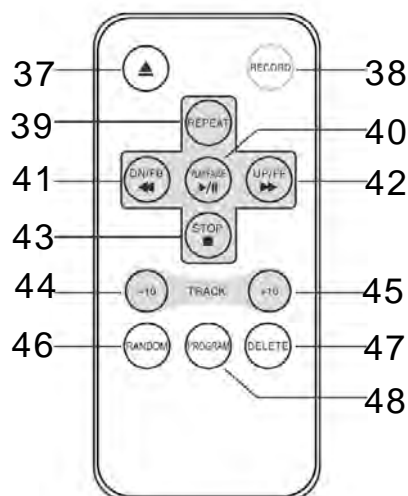 37
RECORD
38
39
REPEAT
40
41
DN/FB
PLAY/PAUSE
UP/FF
42
43
STOP
44
-10
TRACK
+10
45
46
RANDOM
PROGRAM
DELETE
47
48